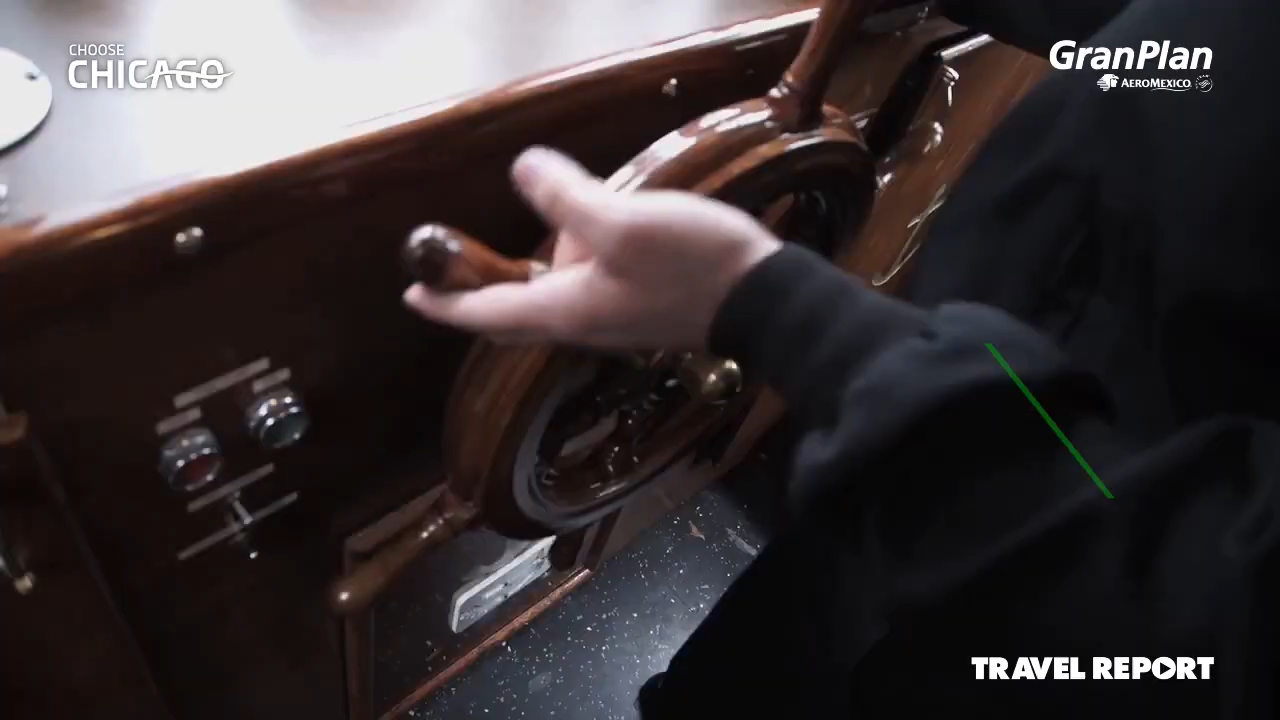 CHOOSE
CHICAGO
GranPlan
AEROMEXICO
TRAVEL REPORT